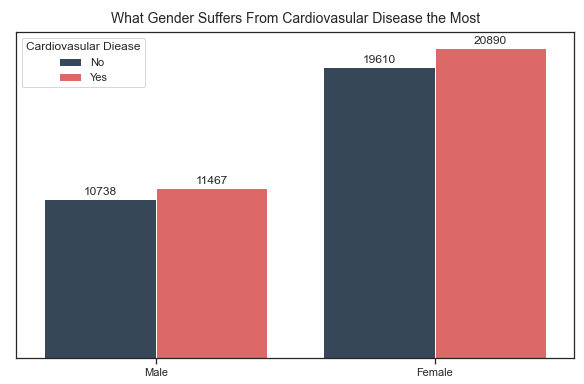 What Gender Suffers From Cardiovasular Disease the Most
Cardiovasular Diease
No
Yes
10738
11467
19610
20890
Male
Female